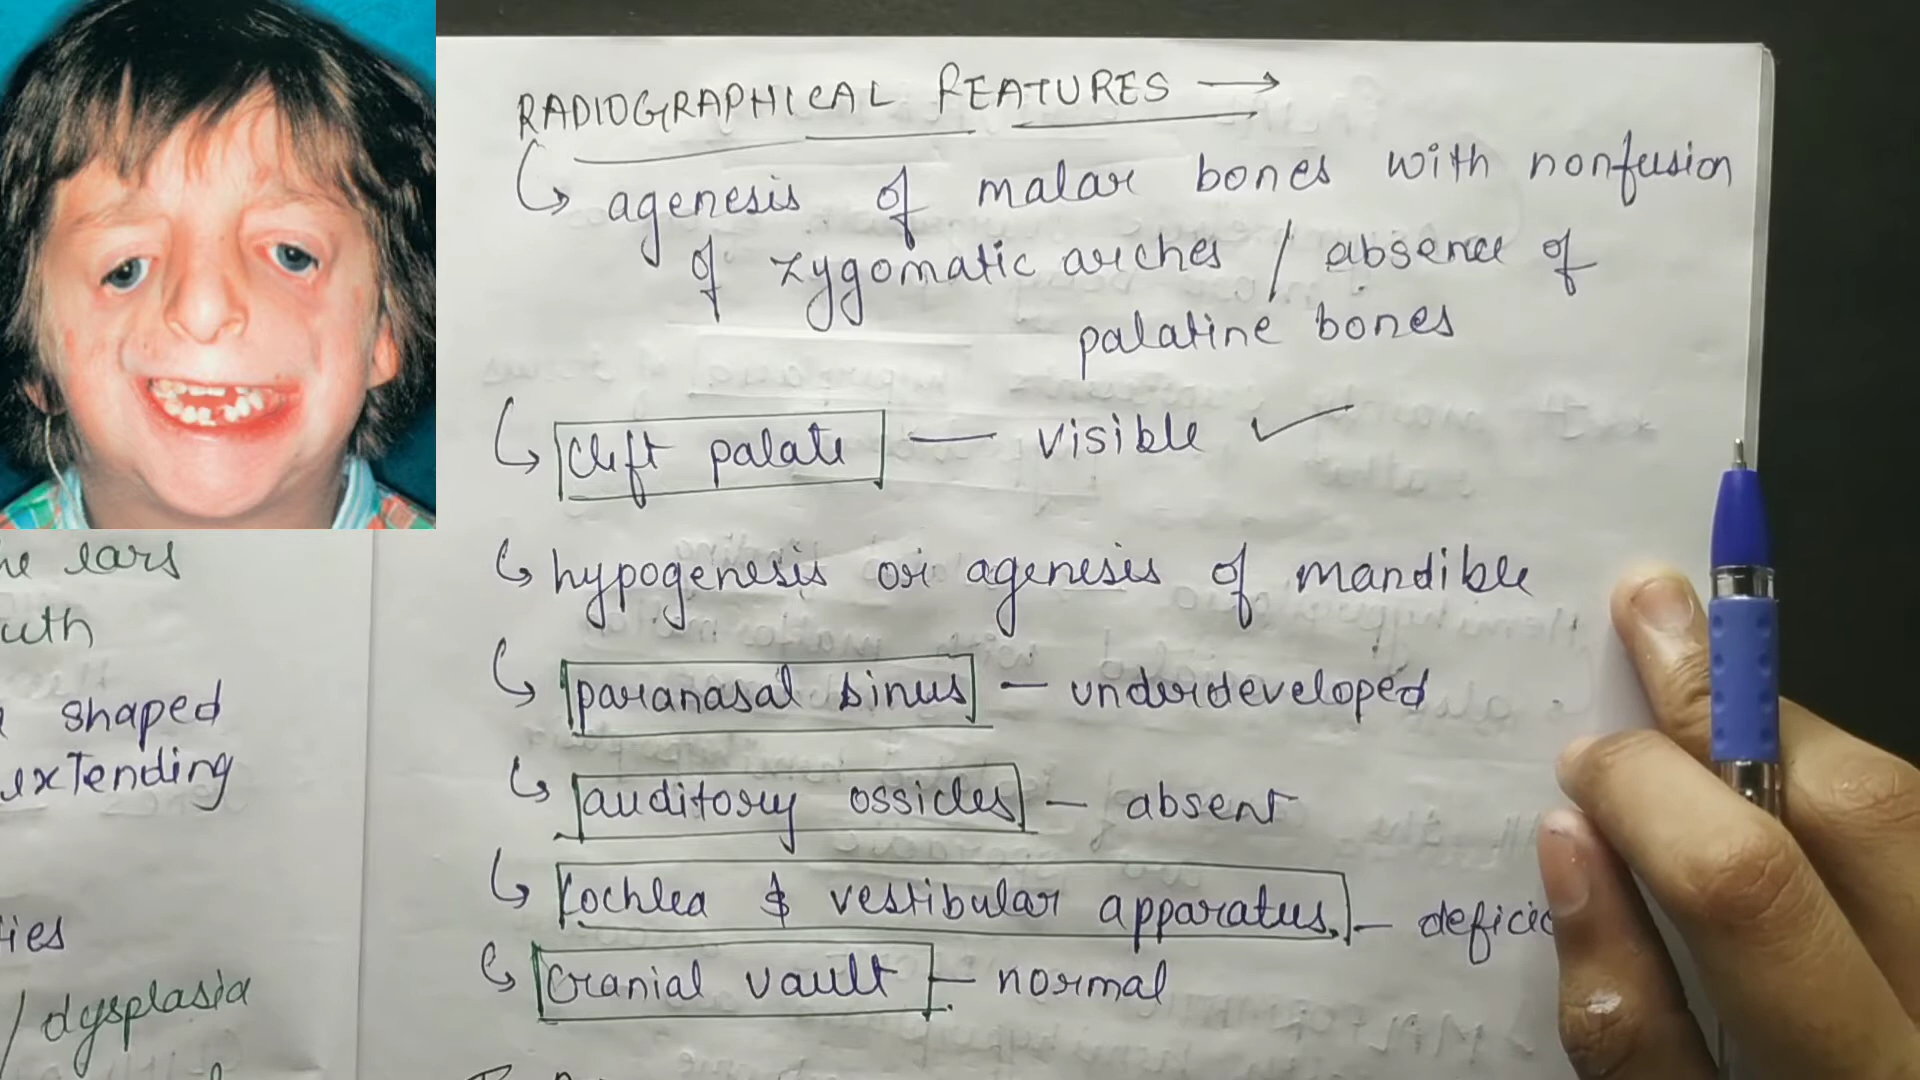 RADIOGRAPHICAL FEATURES →
↳ agenesis of malar bones with nonfusion
of zygomatic arches / absence of
palatine bones
↳ cleft palate — visible ✓
↳ hypogenesis or agenesis of mandible
↳ paranasal sinus — underdeveloped
↳ auditory ossicles — absent
↳ cochlea & vestibular apparatus. — defici
↳ cranial vault — normal
ears
shaped
extending
/ dysplasia